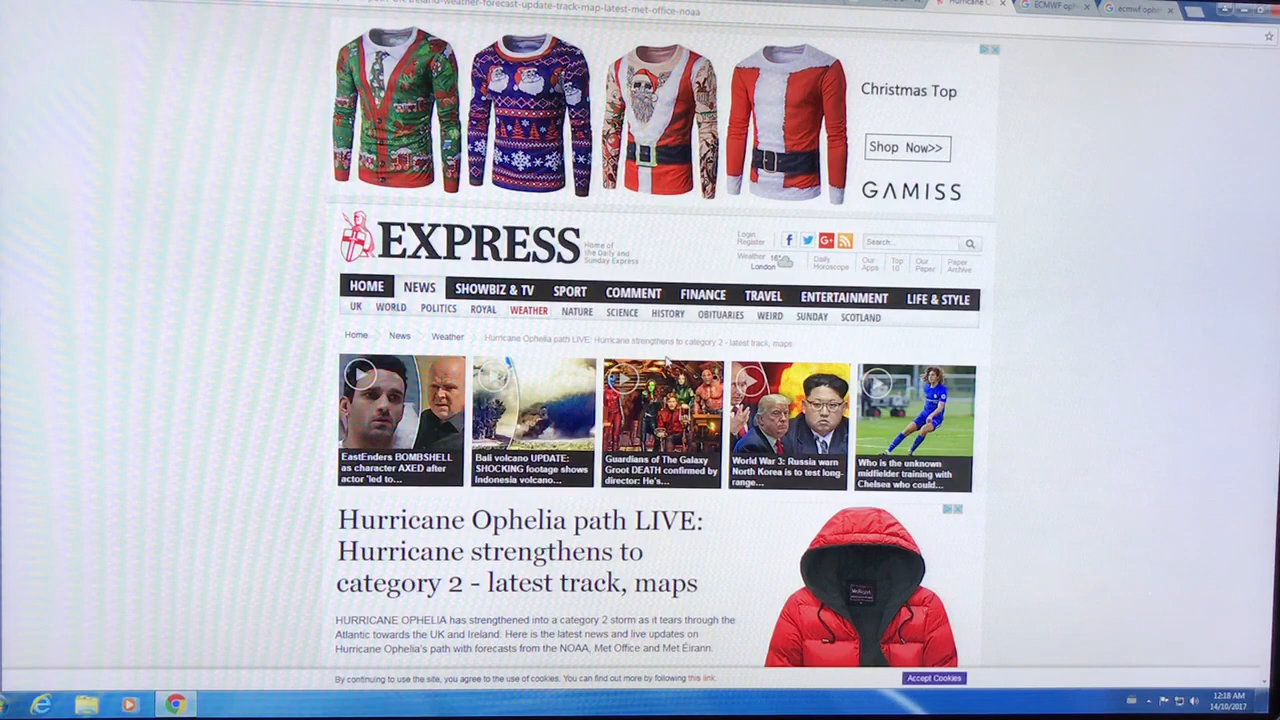 -ireland-weather-forecast-update-track-map-latest-met-office-noaa
Hurricane O
ECMWF oph
ecmwf ophe
Christmas Top
Shop Now>>
GAMISS
EXPRESS
Home of
the Daily and
Sunday Express
Login
Register
Search...
Weather 16°
London
Daily
Horoscope
Our
Apps
Top
10
Our
Paper
Paper
Archive
HOME NEWS SHOWBIZ & TV SPORT COMMENT FINANCE TRAVEL ENTERTAINMENT LIFE & STYLE
UK WORLD POLITICS ROYAL WEATHER NATURE SCIENCE HISTORY OBITUARIES WEIRD SUNDAY SCOTLAND
Home News Weather Hurricane Ophelia path LIVE: Hurricane strengthens to category 2 - latest track, maps
EastEnders BOMBSHELL
as character AXED after
actor 'led to...
Bali volcano UPDATE:
SHOCKING footage shows
Indonesia volcano...
Guardians of The Galaxy
Groot DEATH confirmed by
director: He's...
World War 3: Russia warn
North Korea is to test long-
range...
Who is the unknown
midfielder training with
Chelsea who could...
Hurricane Ophelia path LIVE:
Hurricane strengthens to
category 2 - latest track, maps
HURRICANE OPHELIA has strengthened into a category 2 storm as it tears through the
Atlantic towards the UK and Ireland. Here is the latest news and live updates on
Hurricane Ophelia's path with forecasts from the NOAA, Met Office and Met Éirann.
By continuing to use the site, you agree to the use of cookies. You can find out more by following this link.
Accept Cookies
12:18 AM
14/10/2017